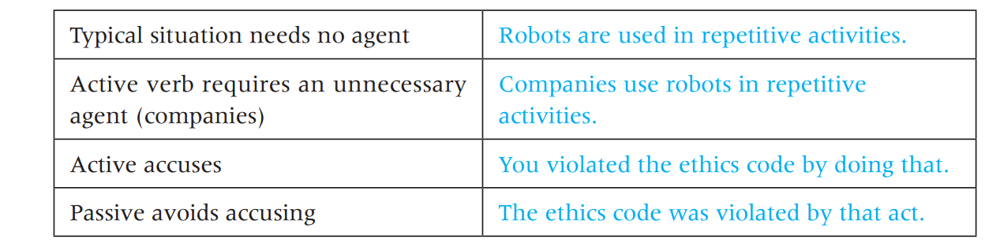 Typical situation needs no agent
Robots are used in repetitive activities.
Active verb requires an unnecessary
agent (companies)
Companies use robots in repetitive
activities.
Active accuses
You violated the ethics code by doing that.
Passive avoids accusing
The ethics code was violated by that act.